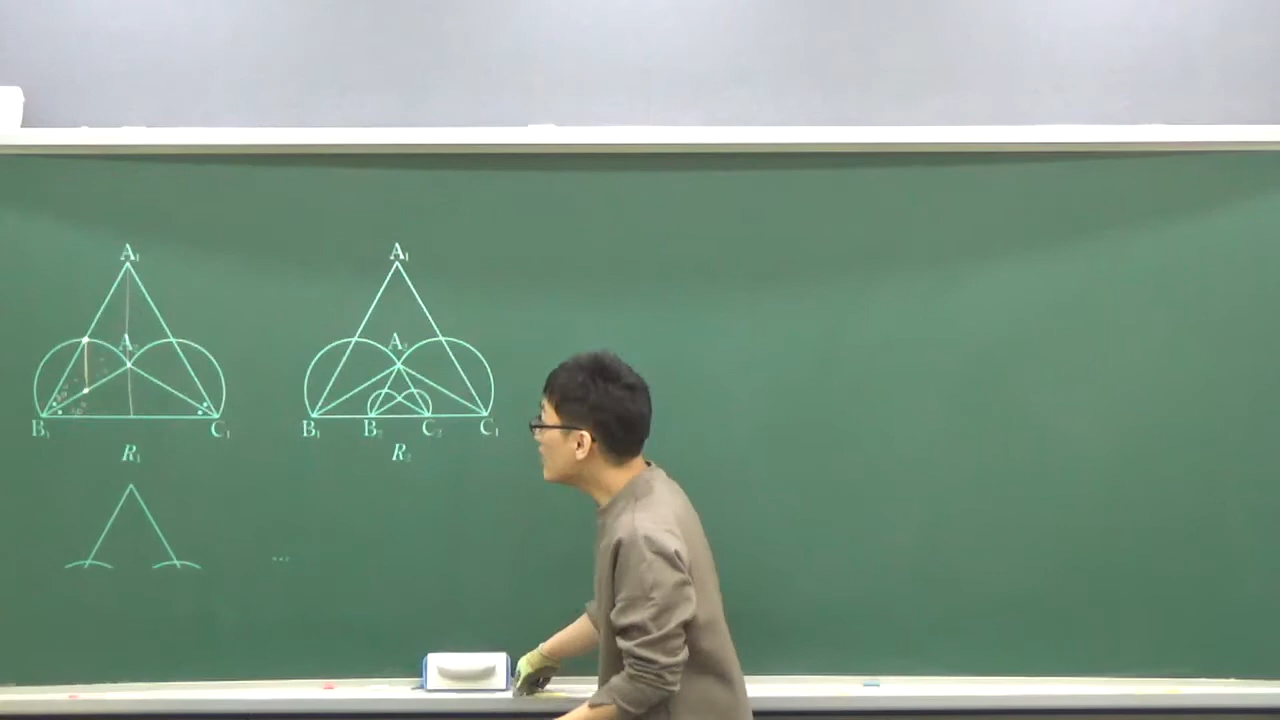 A₁
A₂
B₁ C₁
R₁
A₁
A₂
B₁ B₂ C₂ C₁
R₂